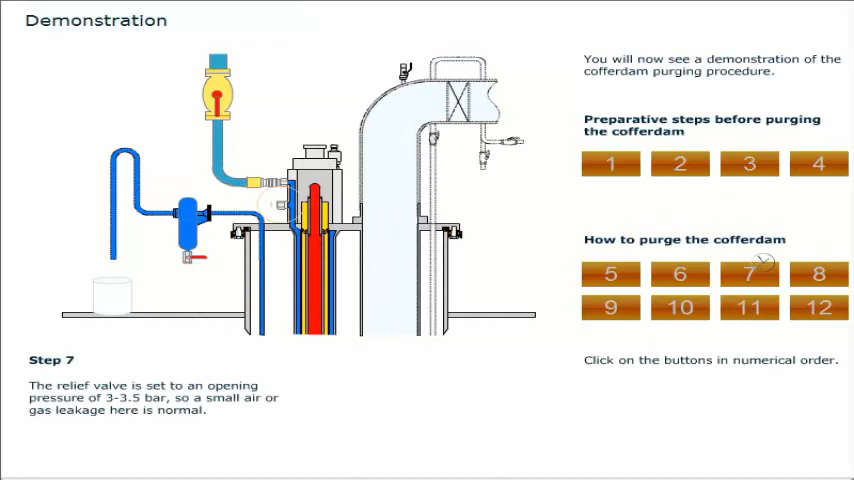 Demonstration
You will now see a demonstration of the
cofferdam purging procedure.
Preparative steps before purging
the cofferdam
1 2 3 4
How to purge the cofferdam
5 6 7 8
9 10 11 12
Step 7
The relief valve is set to an opening
pressure of 3-3.5 bar, so a small air or
gas leakage here is normal.
Click on the buttons in numerical order.